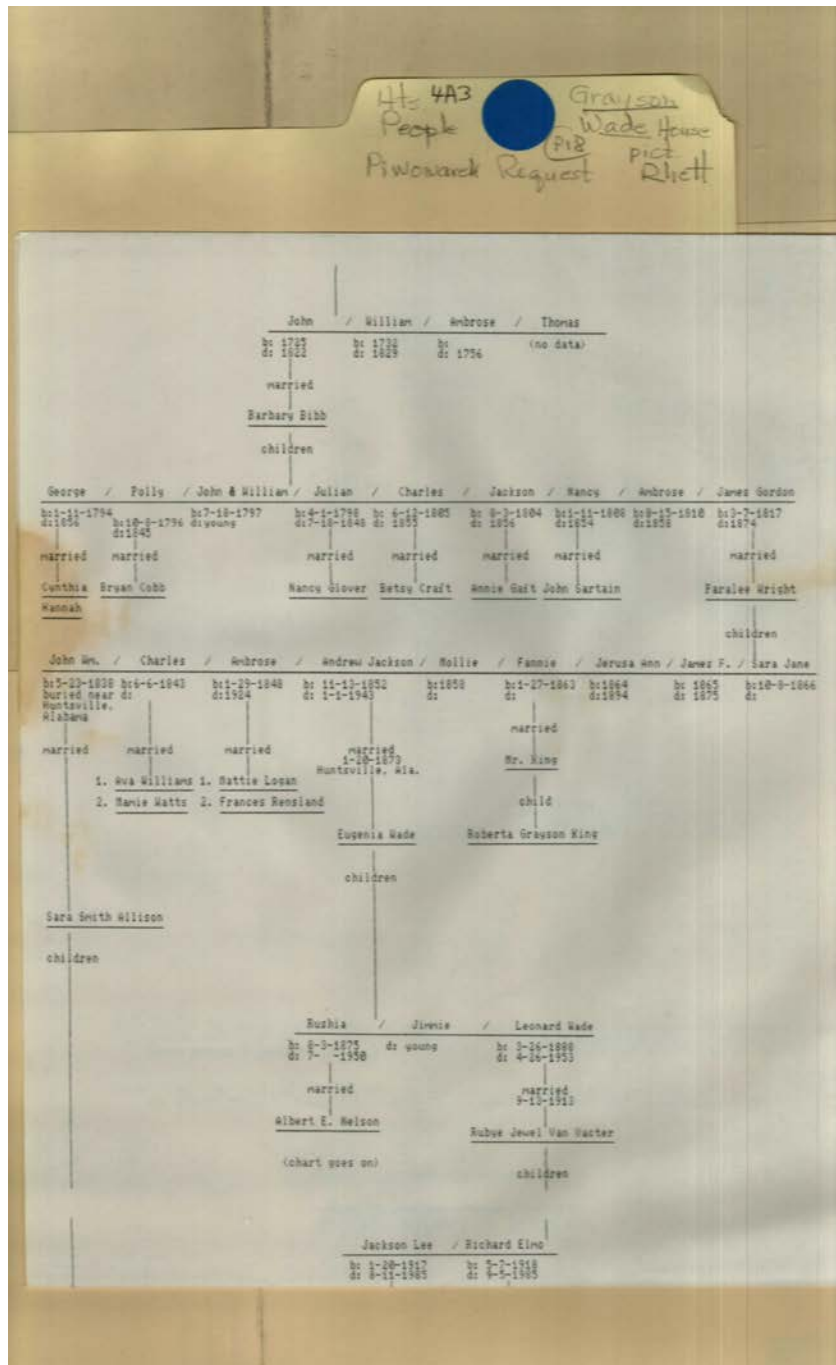 Hts 4A3 Grayson
People Wade House
P18 pict
Piwowarek Request Rhett
John / William / Ambrose / Thomas
b: 1725 b: 1732 b: (no data)
d: 1822 d: 1829 d: 1756
married
Barbary Bibb
children
George / Polly / John & William / Julian / Charles / Jackson / Nancy / Ambrose / James Gordon
b:1-11-1794 b:7-18-1797 b:4-1-1798 b: 6-12-1805 b: 8-3-1804 b:1-11-1808 b:8-15-1810 b:3-7-1817
d:1856 b:10-8-1796 d:young d:7-18-1848 d: 1855 d: 1856 d:1854 d:1858 d:1874
d:1845
married married married married married married married
Cynthia Bryan Cobb Nancy Glover Betsy Craft Annie Gaft John Sartain Paralee Wright
Hannah
children
John Wm. / Charles / Ambrose / Andrew Jackson / Mollie / Fannie / Jerusa Ann / James F. / Sara Jane
b:5-23-1838 b:6-6-1843 b:1-29-1848 b: 11-13-1852 b:1858 b:1-27-1863 b:1864 b: 1865 b:10-8-1866
buried near d: d:1924 d: 1-1-1943 d: d: d:1894 d: 1875 d:
Huntsville,
Alabama
married
married married married married Mr. King
1-20-1873
Huntsville, Ala.
1. Ava Williams 1. Mattie Logan
2. Mamie Watts 2. Frances Rensland child
Eugenia Wade Roberta Grayson King
children
Sara Smith Allison
children
Ruzhia / Jimmie / Leonard Wade
b: 8-3-1875 d: young b: 3-26-1888
d: 7- -1950 d: 4-26-1953
married married
9-13-1913
Albert E. Nelson
Rubye Jewel Van Vacter
(chart goes on)
children
Jackson Lee / Richard Elmo
b: 1-20-1917 b: 5-7-1918
d: 8-11-1985 d: 9-5-1985